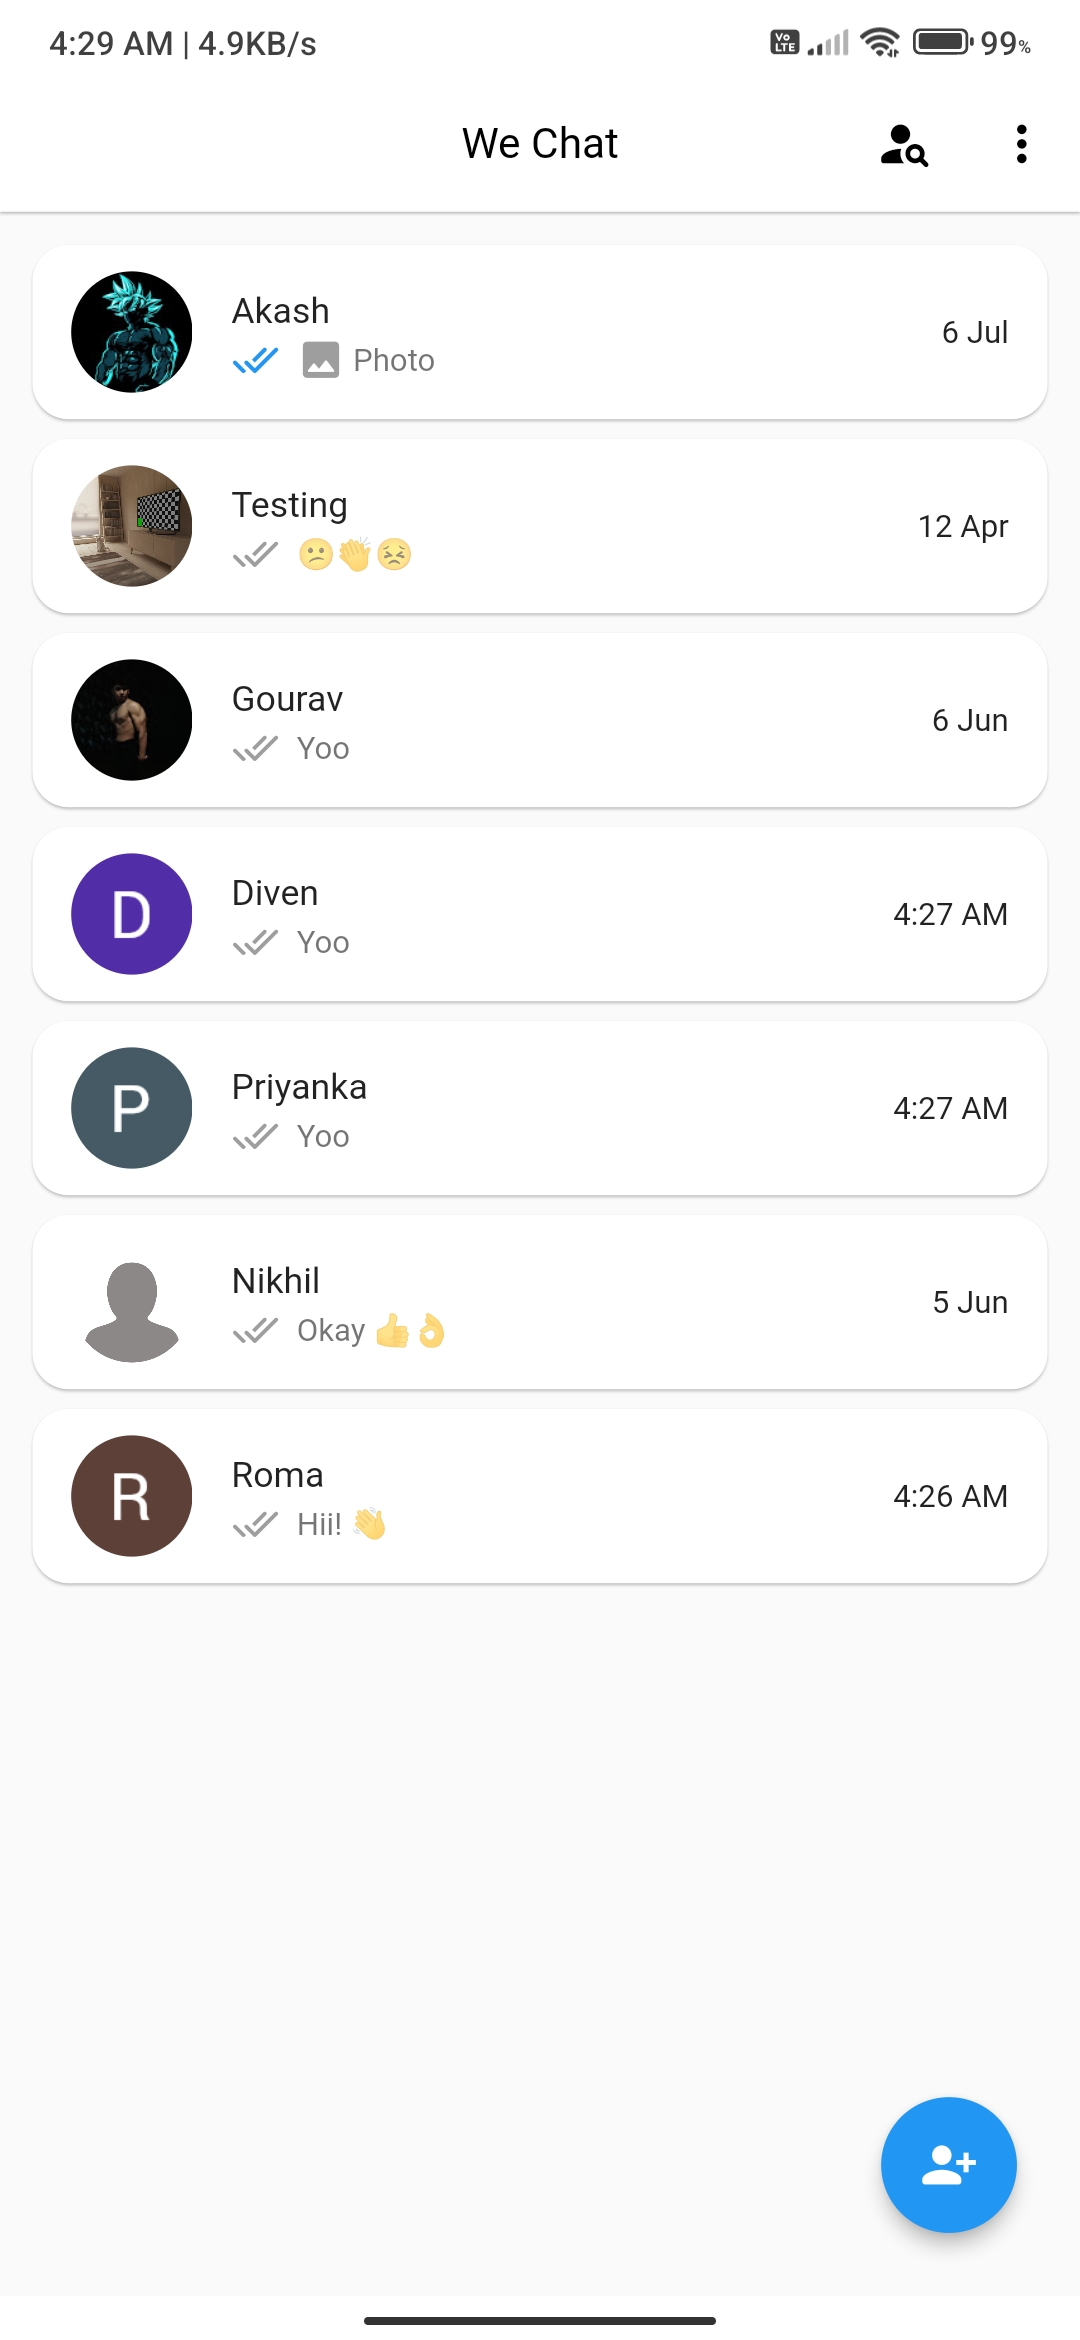 4:29 AM | 4.9KB/s Vo LTE 99%
We Chat
Akash
Photo
6 Jul
Testing
😕👏😣
12 Apr
Gourav
Yoo
6 Jun
D
Diven
Yoo
4:27 AM
P
Priyanka
Yoo
4:27 AM
Nikhil
Okay 👍👌
5 Jun
R
Roma
Hii! 👋
4:26 AM